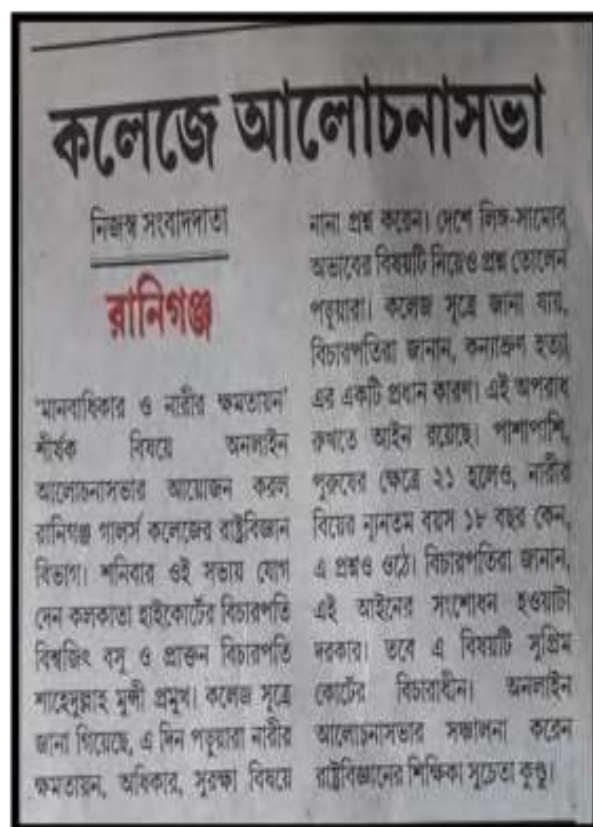 কলেজে আলোচনাসভা
নিজস্ব সংবাদদাতা
রানিগঞ্জ
'মানবাধিকার ও নারীর ক্ষমতায়ন'
শীর্ষক বিষয়ে অনলাইন
আলোচনাসভার আয়োজন করল
রানিগঞ্জ গার্লস কলেজের রাষ্ট্রবিজ্ঞান
বিভাগ। শনিবার ওই সভায় যোগ
দেন কলকাতা হাইকোর্টের বিচারপতি
বিশ্বজিৎ বসু ও প্রাক্তন বিচারপতি
শাহেদুল্লাহ মুন্সী প্রমুখ। কলেজ সূত্রে
জানা গিয়েছে, এ দিন পড়ুয়ারা নারীর
ক্ষমতায়ন, অধিকার, সুরক্ষা বিষয়ে
নানা প্রশ্ন করেন। দেশে লিঙ্গ-সাম্যের
অভাবের বিষয়টি নিয়েও প্রশ্ন তোলেন
পড়ুয়ারা। কলেজ সূত্রে জানা যায়,
বিচারপতিরা জানান, কন্যাভ্রূণ হত্যা
এর একটি প্রধান কারণ। এই অপরাধ
রুখতে আইন রয়েছে। পাশাপাশি,
পুরুষের ক্ষেত্রে ২১ হলেও, নারীর
বিয়ের ন্যূনতম বয়স ১৮ বছর কেন,
এ প্রশ্নও ওঠে। বিচারপতিরা জানান,
এই আইনের সংশোধন হওয়াটা
দরকার। তবে এ বিষয়টি সুপ্রিম
কোর্টের বিচারাধীন। অনলাইন
আলোচনাসভার সঞ্চালনা করেন
রাষ্ট্রবিজ্ঞানের শিক্ষিকা সুচেতা কুণ্ডু।